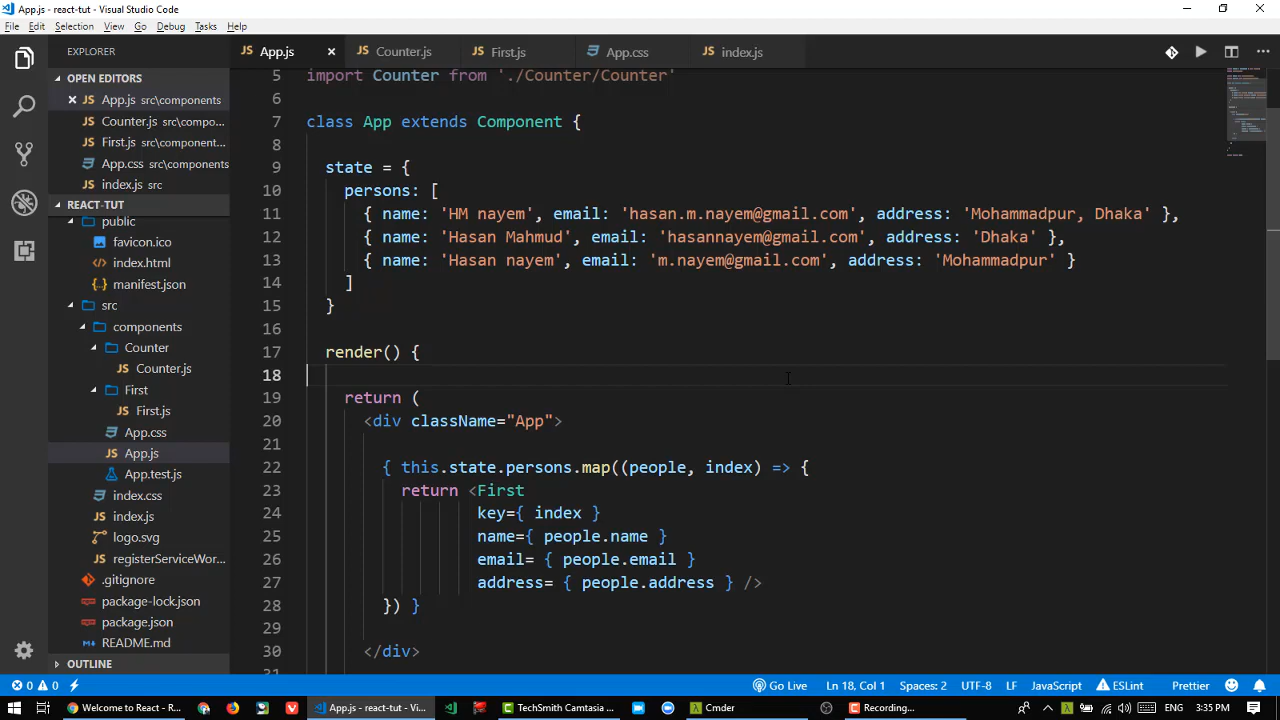 App.js - react-tut - Visual Studio Code
File Edit Selection View Go Debug Tasks Help
EXPLORER
OPEN EDITORS
App.js src\components
Counter.js src\compo...
First.js src\component...
App.css src\components
index.js src
REACT-TUT
public
favicon.ico
index.html
manifest.json
src
components
Counter
Counter.js
First
First.js
App.css
App.js
App.test.js
index.css
index.js
logo.svg
registerServiceWor...
.gitignore
package-lock.json
package.json
README.md
OUTLINE
App.js Counter.js First.js App.css index.js
5 import Counter from './Counter/Counter'
6
7 class App extends Component {
8
9 state = {
10 persons: [
11 { name: 'HM nayem', email: 'hasan.m.nayem@gmail.com', address: 'Mohammadpur, Dhaka' },
12 { name: 'Hasan Mahmud', email: 'hasannayem@gmail.com', address: 'Dhaka' },
13 { name: 'Hasan nayem', email: 'm.nayem@gmail.com', address: 'Mohammadpur' }
14 ]
15 }
16
17 render() {
18
19 return (
20 <div className="App">
21
22 { this.state.persons.map((people, index) => {
23 return <First
24 key={ index }
25 name={ people.name }
26 email= { people.email }
27 address= { people.address } />
28 }) }
29
30 </div>
0 0 Go Live Ln 18, Col 1 Spaces: 2 UTF-8 LF JavaScript ESLint Prettier
Welcome to React - R... App.js - react-tut - Vi... TechSmith Camtasia ... Cmder Recording... 3:35 PM